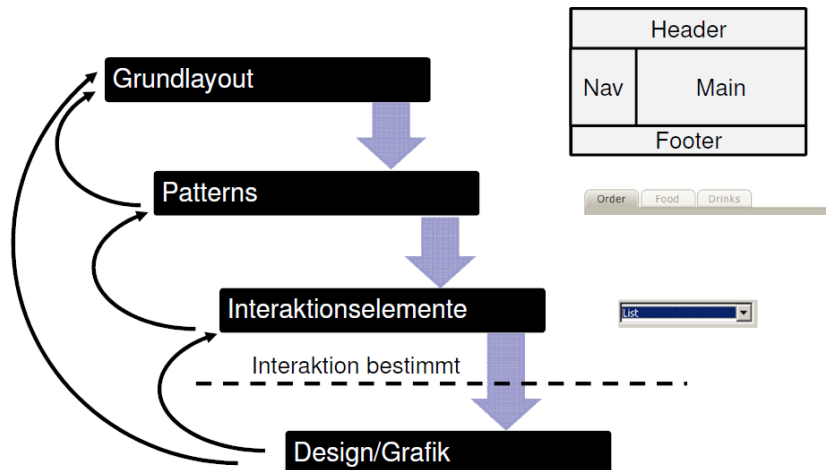 Header
Grundlayout
Nav
Main
Footer
Patterns
Order
Food
Drinks
Interaktionselemente
List
Interaktion bestimmt
Design/Grafik